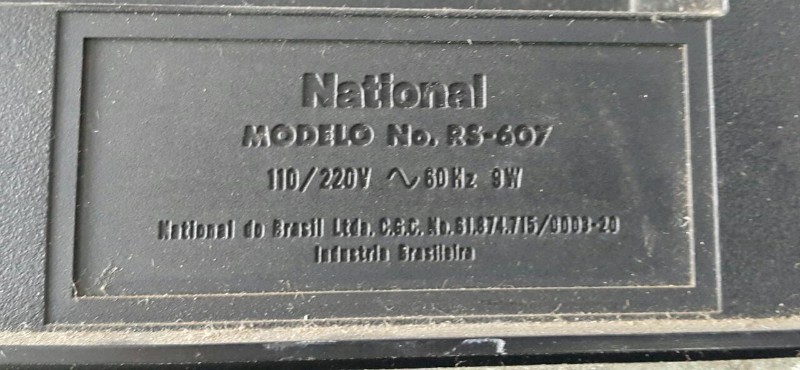 National
MODELO No. RS-607
110/220V ∿ 60Hz 9W
National do Brasil Ltda. C.G.C. No. 61.874.715/0003-20
Industria Brasileira